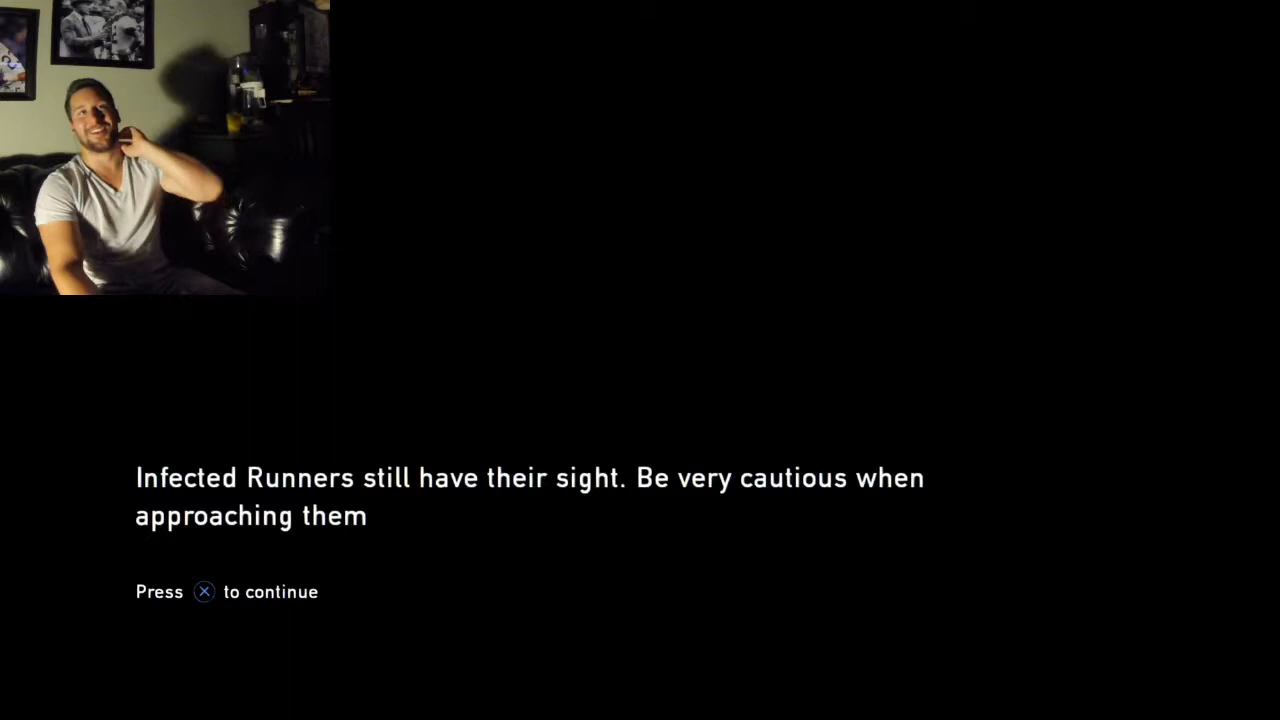 Infected Runners still have their sight. Be very cautious when
approaching them
Press ⓧ to continue